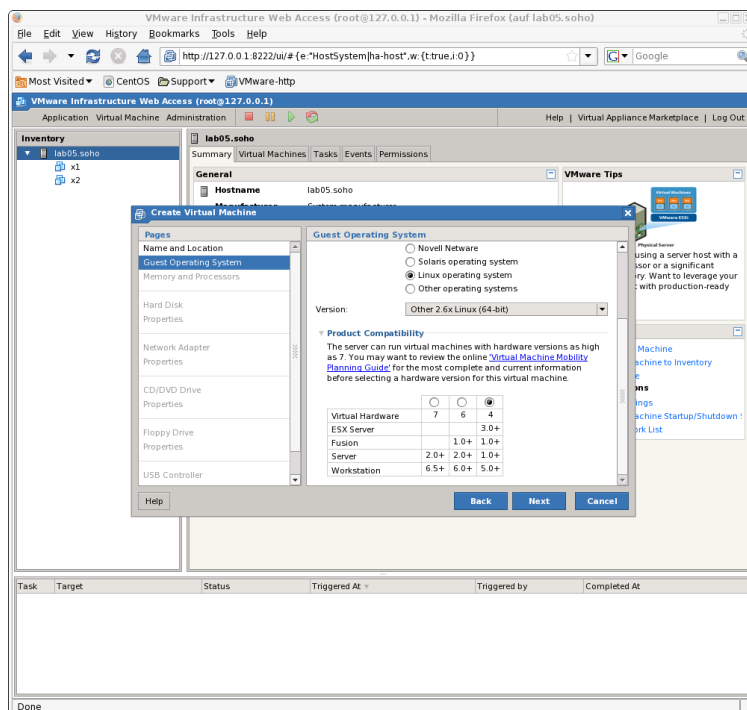 VMware Infrastructure Web Access (root@127.0.0.1) - Mozilla Firefox (auf lab05.soho)
File Edit View History Bookmarks Tools Help
http://127.0.0.1:8222/ui/#{e:"HostSystem|ha-host",w:{t:true,i:0}}
Google
Most Visited CentOS Support VMware-http
VMware Infrastructure Web Access (root@127.0.0.1)
Application Virtual Machine Administration
Help | Virtual Appliance Marketplace | Log Out
Inventory
lab05.soho
x1
x2
lab05.soho
Summary Virtual Machines Tasks Events Permissions
General
Hostname lab05.soho
VMware Tips
Virtual Machines
VMware ESXi
Physical Server
using a server host with a
ssor or a significant
ry. Want to leverage your
with production-ready
Machine
achine to Inventory
e
ons
ings
achine Startup/Shutdown
ork List
Create Virtual Machine
Pages
Name and Location
Guest Operating System
Memory and Processors
Hard Disk
Properties
Network Adapter
Properties
CD/DVD Drive
Properties
Floppy Drive
Properties
USB Controller
Guest Operating System
Novell Netware
Solaris operating system
Linux operating system
Other operating systems
Version: Other 2.6x Linux (64-bit)
Product Compatibility
The server can run virtual machines with hardware versions as high
as 7. You may want to review the online 'Virtual Machine Mobility
Planning Guide' for the most complete and current information
before selecting a hardware version for this virtual machine.
Virtual Hardware 7 6 4
ESX Server 3.0+
Fusion 1.0+ 1.0+
Server 2.0+ 2.0+ 1.0+
Workstation 6.5+ 6.0+ 5.0+
Help Back Next Cancel
Task Target Status Triggered At Triggered by Completed At
Done